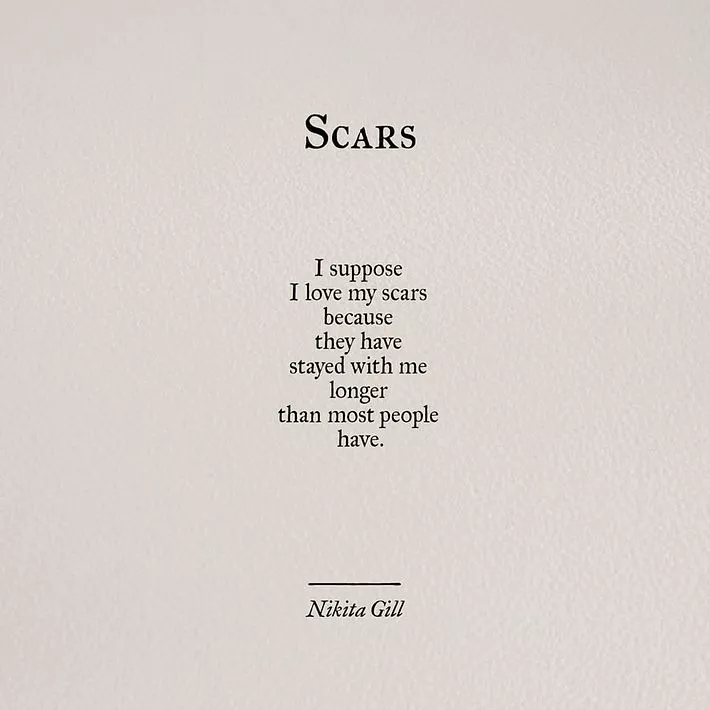 Scars
I suppose
I love my scars
because
they have
stayed with me
longer
than most people
have.
Nikita Gill